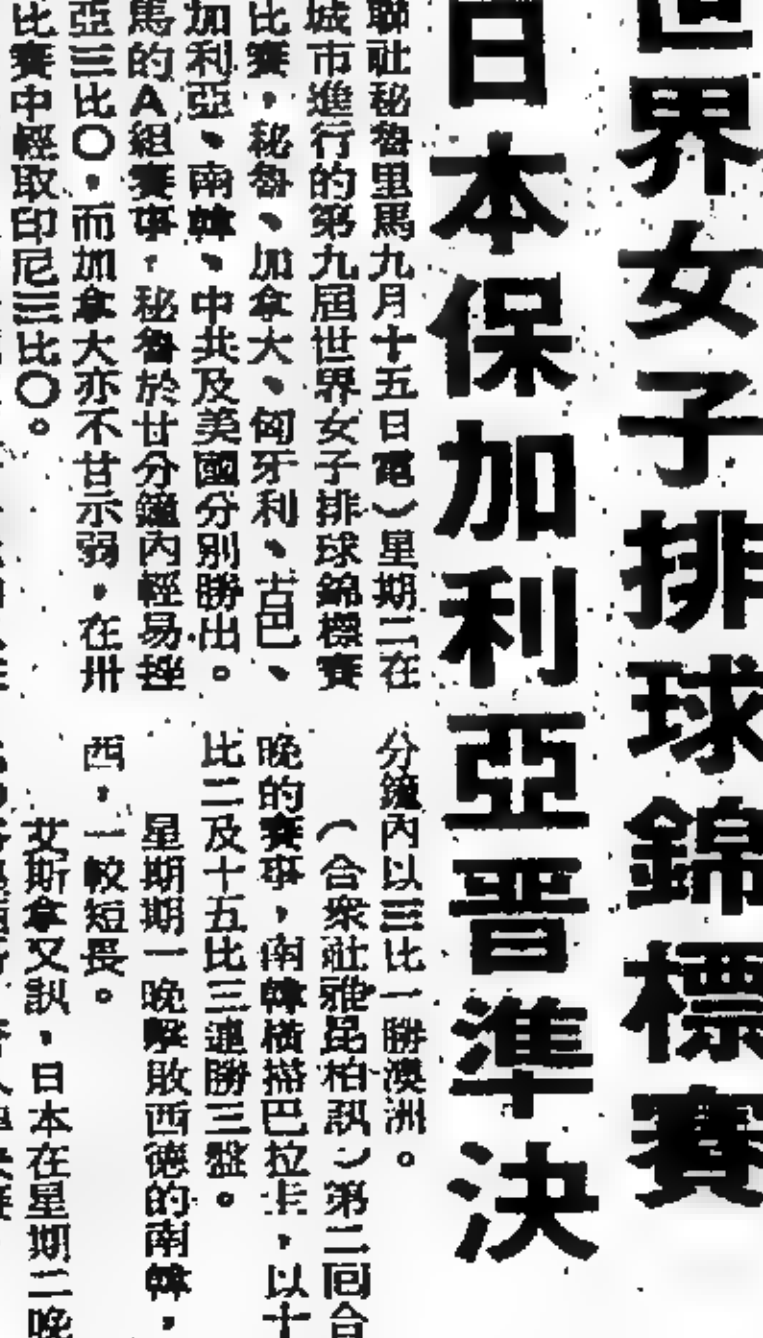 世界女子排球錦標賽
日本保加利亞晋準決
聯社秘魯里馬九月十五日電）星期二在
城市進行的第九屆世界女子排球錦標賽
比賽，秘魯、加拿大、匈牙利、古巴、
加利亞、南韓、中共及美國分別勝出。
馬的A組賽事，秘魯於廿分鐘內輕易挫
亞三比〇，而加拿大亦不甘示弱，在卅
比賽中輕取印尼三比〇。
分鐘內以三比一勝澳洲。
（合衆社雅昆柏訊）第二回合
晚的賽事，南韓橫掃巴拉圭，以十
比二及十五比三連勝三盤。
星期期一晚擊敗西德的南韓，
西，一較短長。
艾斯拿又訊，日本在星期二晚